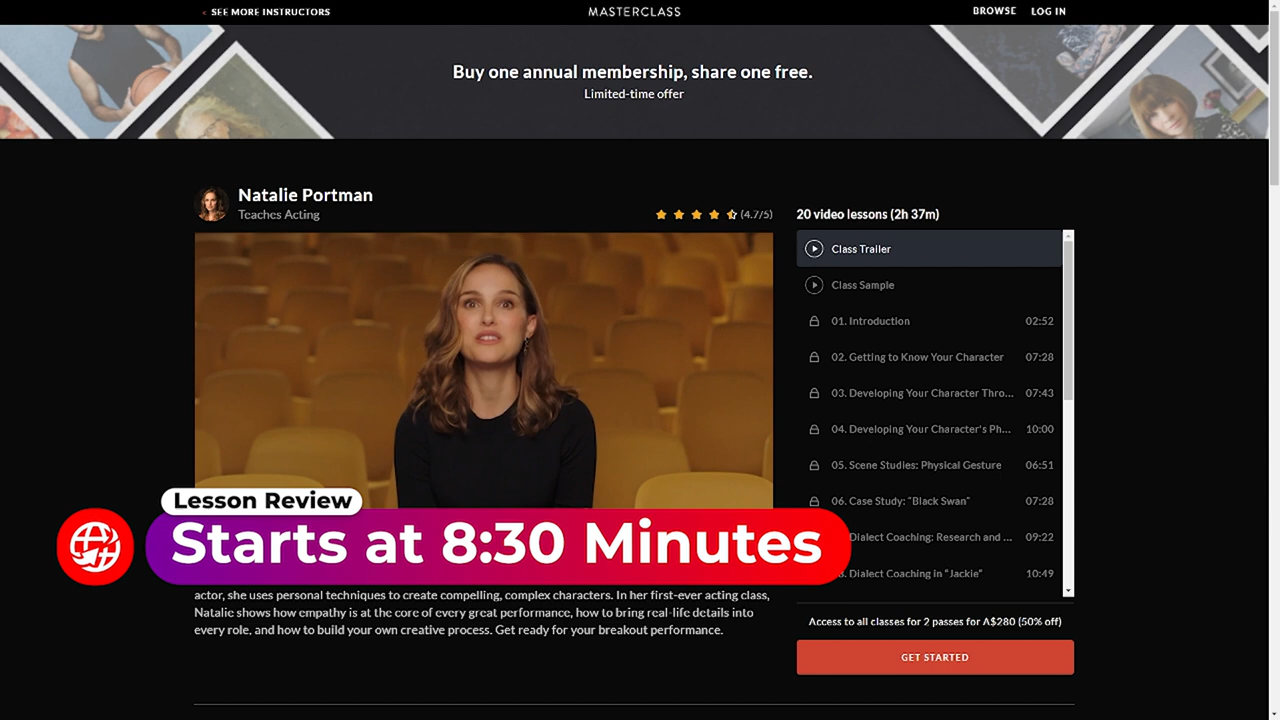 < SEE MORE INSTRUCTORS
MASTERCLASS
BROWSE
LOG IN
Buy one annual membership, share one free.
Limited-time offer
Natalie Portman
Teaches Acting
(4.7/5)
20 video lessons (2h 37m)
Class Trailer
Class Sample
01. Introduction 02:52
02. Getting to Know Your Character 07:28
03. Developing Your Character Thro... 07:43
04. Developing Your Character's Ph... 10:00
05. Scene Studies: Physical Gesture 06:51
06. Case Study: "Black Swan" 07:28
Dialect Coaching: Research and ... 09:22
Dialect Coaching in "Jackie" 10:49
Lesson Review
Starts at 8:30 Minutes
actor, she uses personal techniques to create compelling, complex characters. In her first-ever acting class,
Natalie shows how empathy is at the core of every great performance, how to bring real-life details into
every role, and how to build your own creative process. Get ready for your breakout performance.
Access to all classes for 2 passes for A$280 (50% off)
GET STARTED